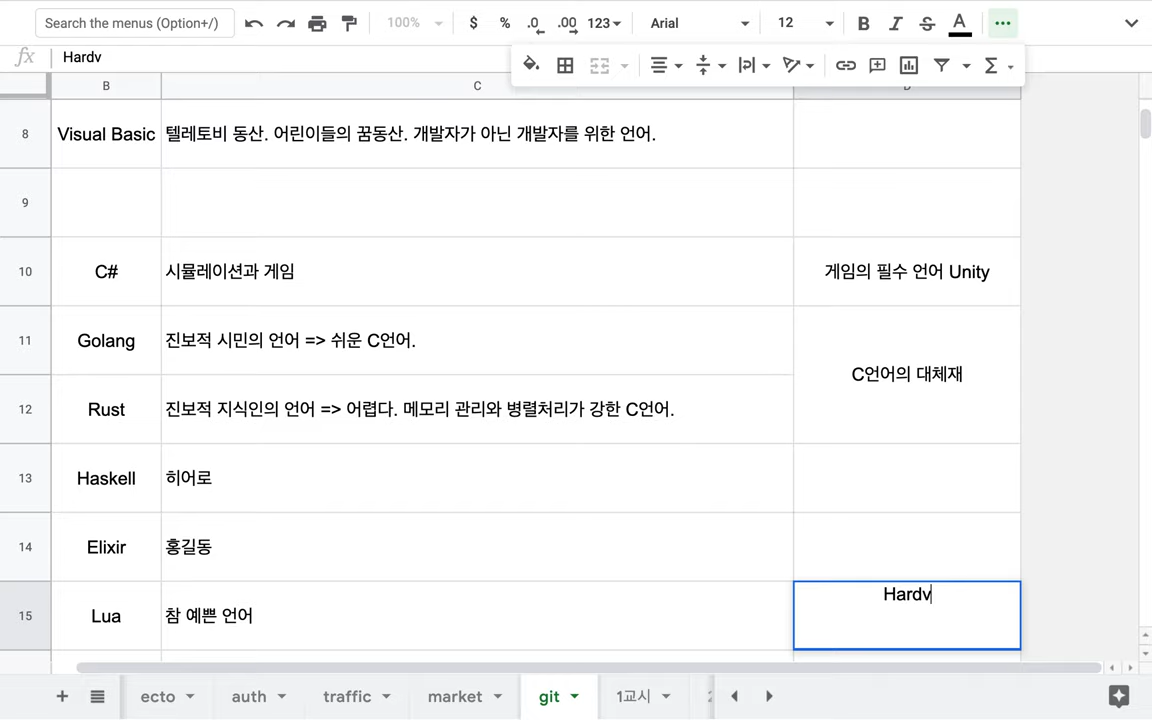 Search the menus (Option+/)
100%
$
%
.0
.00
123
Arial
12
B
I
S
A
fx
Hardv
B
C
D
8
Visual Basic
텔레토비 동산. 어린이들의 꿈동산. 개발자가 아닌 개발자를 위한 언어.
9
10
C#
시뮬레이션과 게임
게임의 필수 언어 Unity
11
Golang
진보적 시민의 언어 => 쉬운 C언어.
C언어의 대체재
12
Rust
진보적 지식인의 언어 => 어렵다. 메모리 관리와 병렬처리가 강한 C언어.
13
Haskell
히어로
14
Elixir
홍길동
15
Lua
참 예쁜 언어
Hardv
ecto
auth
traffic
market
git
1교시